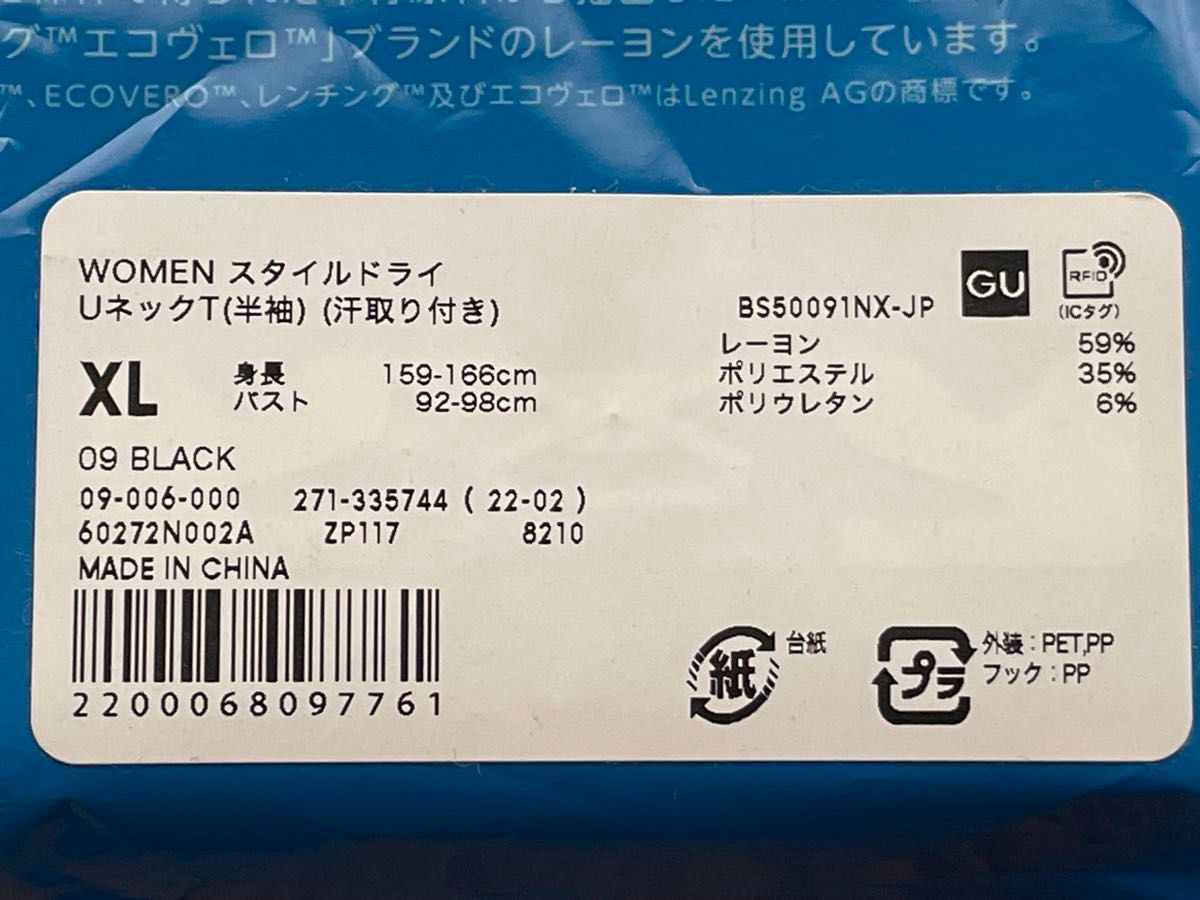 グ™エコヴェロ™」ブランドのレーヨンを使用しています。
™、ECOVERO™、レンチング™及びエコヴェロ™はLenzing AGの商標です。
WOMEN スタイルドライ
UネックT(半袖) (汗取り付き)
BS50091NX-JP
GU
RFID
(ICタグ)
レーヨン 59%
ポリエステル 35%
ポリウレタン 6%
XL
身長 159-166cm
バスト 92-98cm
09 BLACK
09-006-000 271-335744 ( 22-02 )
60272N002A ZP117 8210
MADE IN CHINA
2200068097761
紙
台紙
プラ
外装:PET,PP
フック:PP